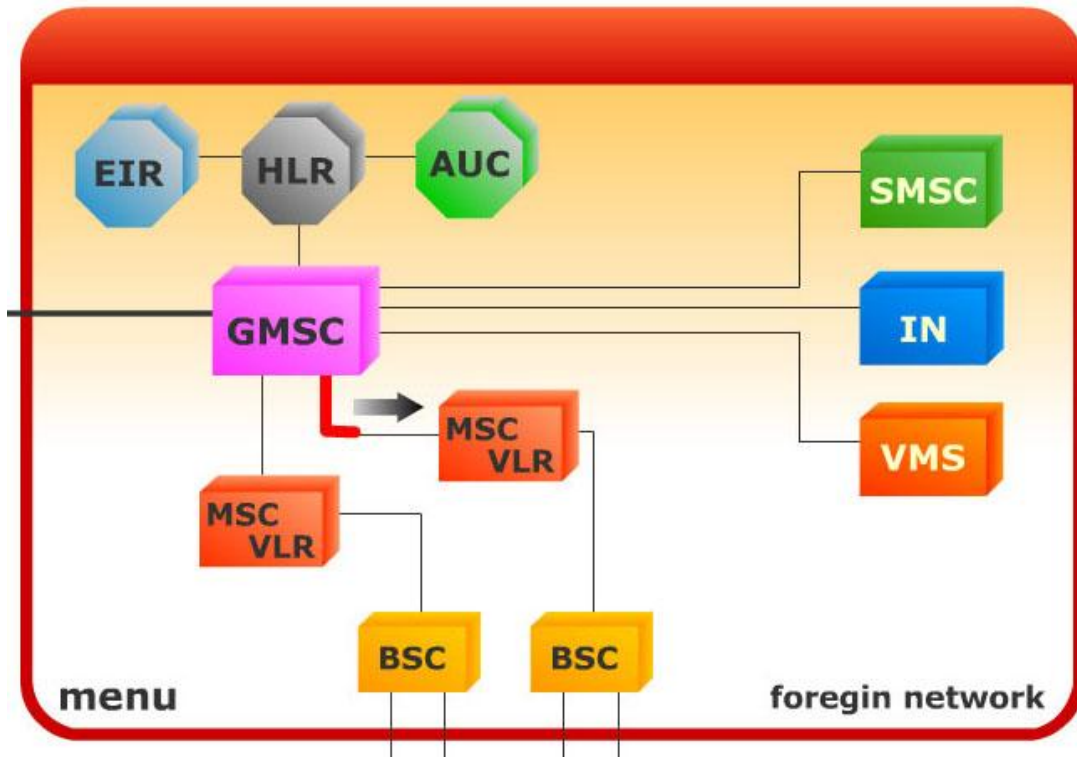 EIR
HLR
AUC
SMSC
GMSC
IN
MSC
VLR
VMS
MSC
VLR
BSC
BSC
menu
foregin network